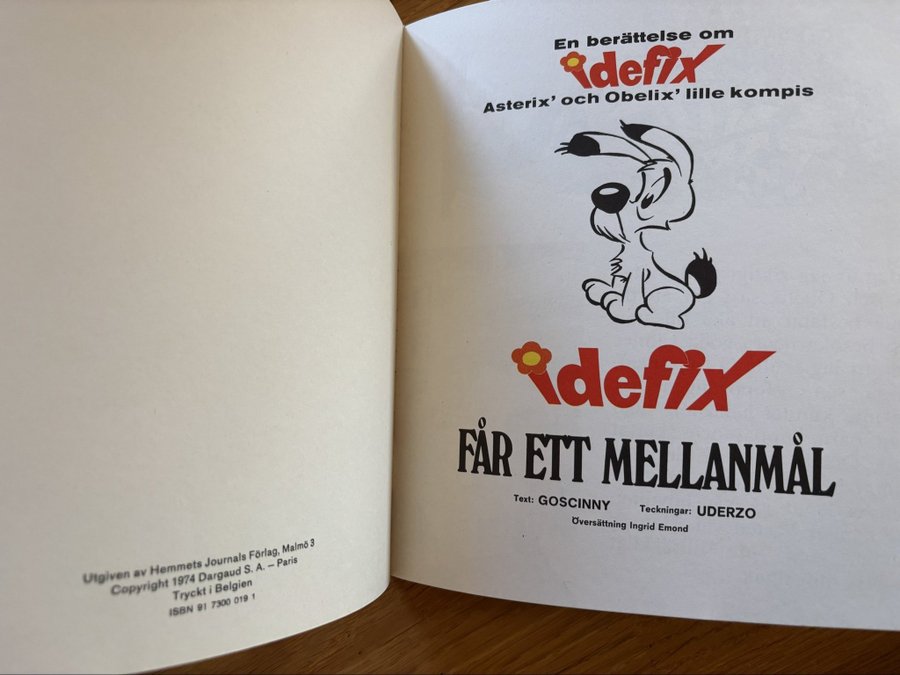 Utgiven av Hemmets Journals Förlag, Malmö 3
Copyright 1974 Dargaud S. A. – Paris
Tryckt i Belgien
ISBN 91 7300 019 1
En berättelse om
idefix
Asterix' och Obelix' lille kompis
idefix
FÅR ETT MELLANMÅL
Text: GOSCINNY Teckningar: UDERZO
Översättning Ingrid Emond